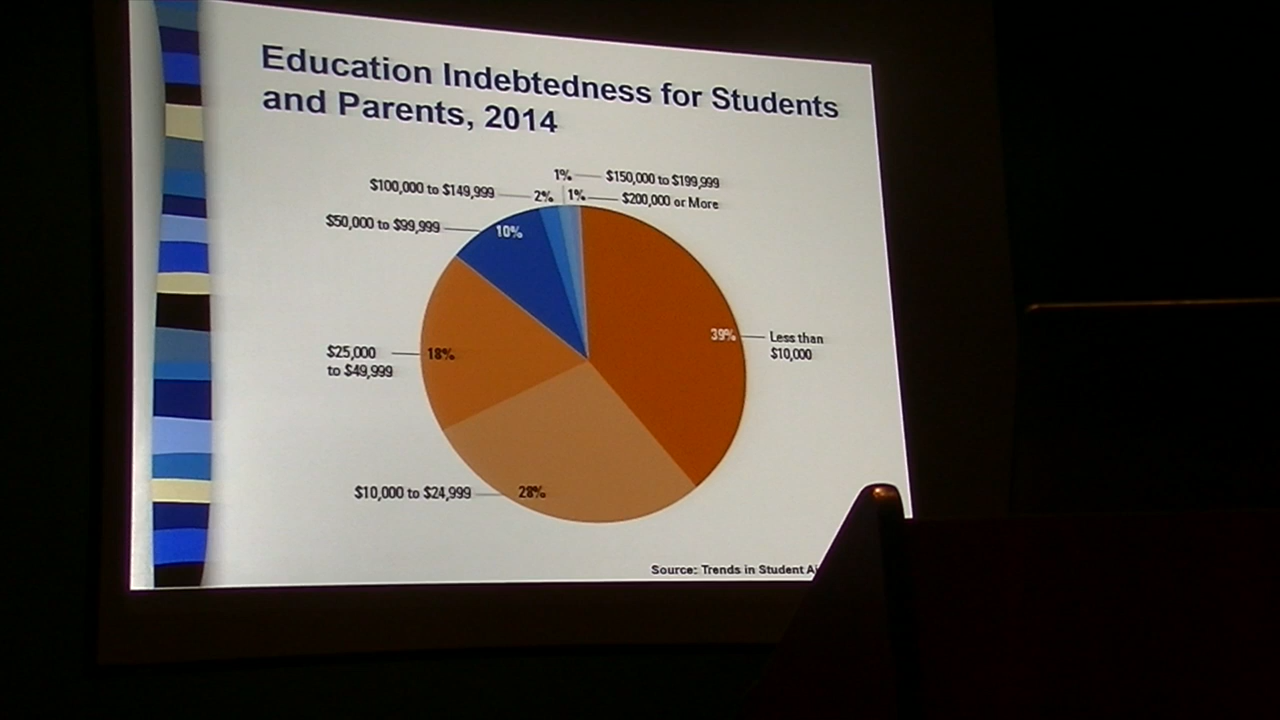 Education Indebtedness for Students
and Parents, 2014
1% $150,000 to $199,999
$100,000 to $149,999 2% 1% $200,000 or More
$50,000 to $99,999 10%
39% Less than
$10,000
$25,000
to $49,999
18%
$10,000 to $24,999 28%
Source: Trends in Student